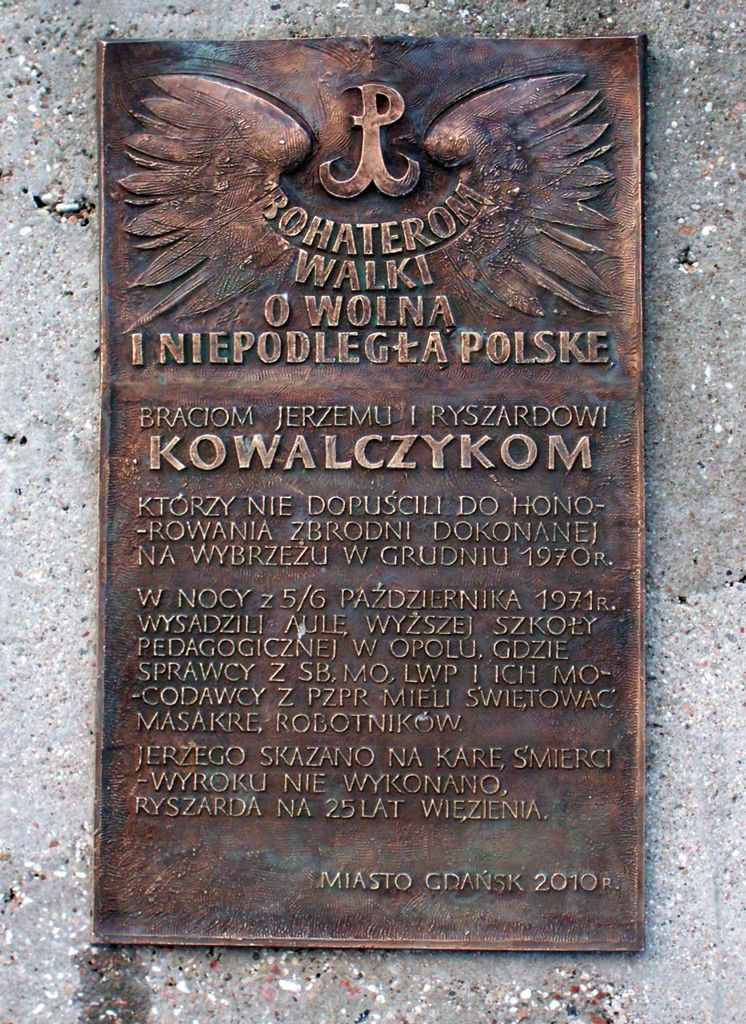 P
BOHATEROM
WALKI
O WOLNĄ
I NIEPODLEGŁĄ POLSKĘ
BRACIOM JERZEMU I RYSZARDOWI
KOWALCZYKOM
KTÓRZY NIE DOPUŚCILI DO HONO-
-ROWANIA ZBRODNI DOKONANEJ
NA WYBRZEŻU W GRUDNIU 1970R.
W NOCY z 5/6 PAŹDZIERNIKA 1971R.
WYSADZILI AULĘ WYŻSZEJ SZKOŁY
PEDAGOGICZNEJ W OPOLU, GDZIE
SPRAWCY Z SB, MO, LWP I ICH MO-
-CODAWCY Z PZPR MIELI ŚWIĘTOWAĆ
MASAKRĘ ROBOTNIKÓW.
JERZEGO SKAZANO NA KARĘ ŚMIERCI
-WYROKU NIE WYKONANO,
RYSZARDA NA 25 LAT WIĘZIENIA.
MIASTO GDAŃSK 2010R.